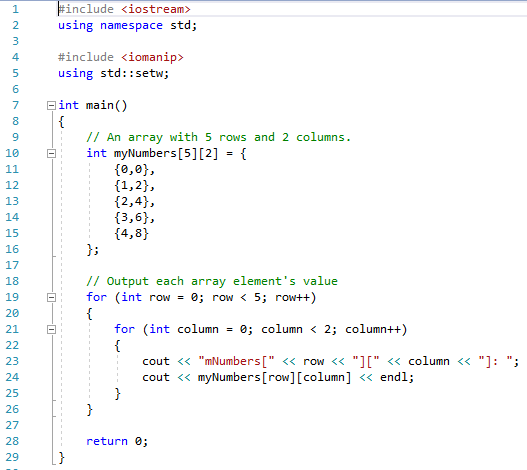 1 #include <iostream>
2 using namespace std;
3
4 #include <iomanip>
5 using std::setw;
6
7 int main()
8 {
9 // An array with 5 rows and 2 columns.
10 int myNumbers[5][2] = {
11 {0,0},
12 {1,2},
13 {2,4},
14 {3,6},
15 {4,8}
16 };
17
18 // Output each array element's value
19 for (int row = 0; row < 5; row++)
20 {
21 for (int column = 0; column < 2; column++)
22 {
23 cout << "mNumbers[" << row << "][" << column << "]: ";
24 cout << myNumbers[row][column] << endl;
25 }
26 }
27
28 return 0;
29 }